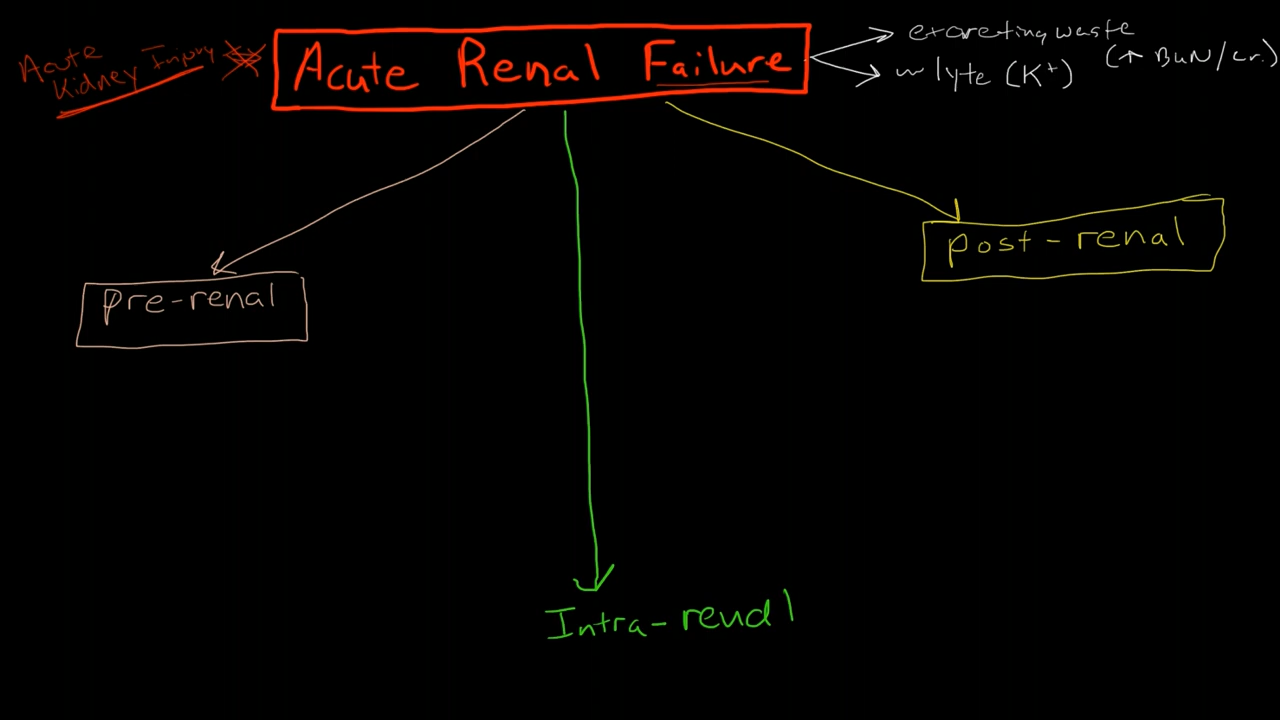 Acute
Kidney Injury
Acute Renal Failure
excreting waste
(↑ BUN/cr.)
lyte (K+)
pre-renal
post-renal
Intra-renal